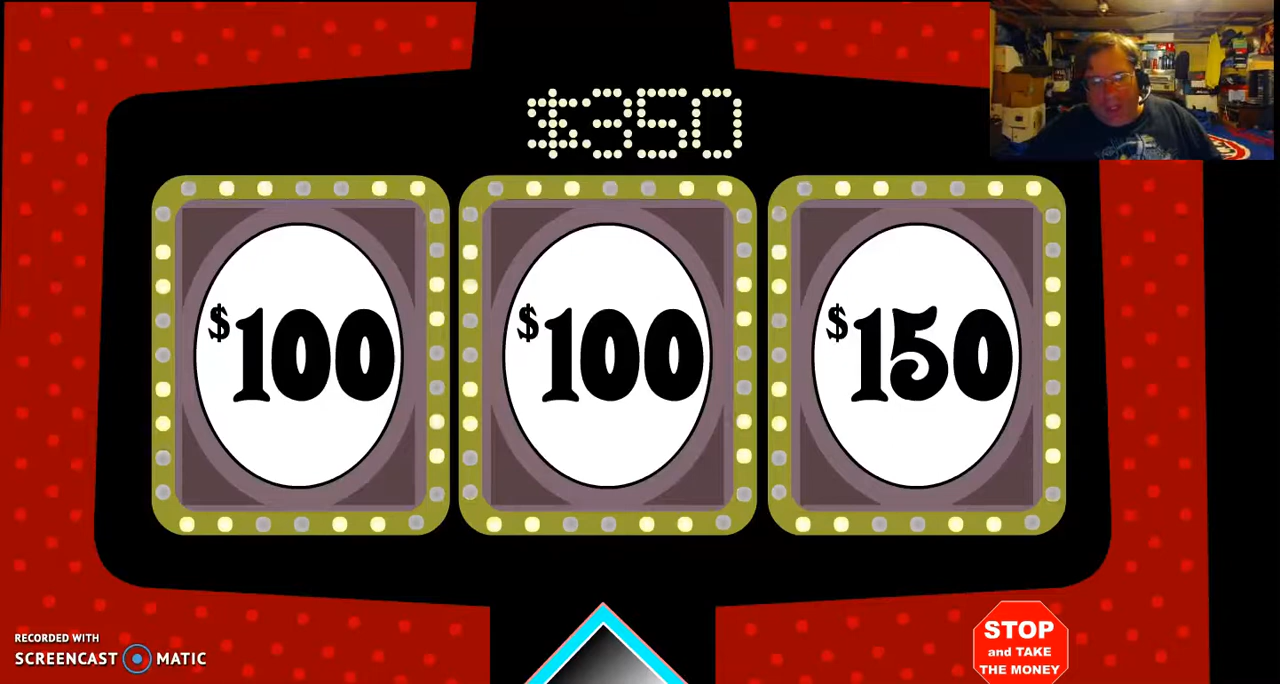 $350
$100
$100
$150
RECORDED WITH
SCREENCAST MATIC
STOP
and TAKE
THE MONEY